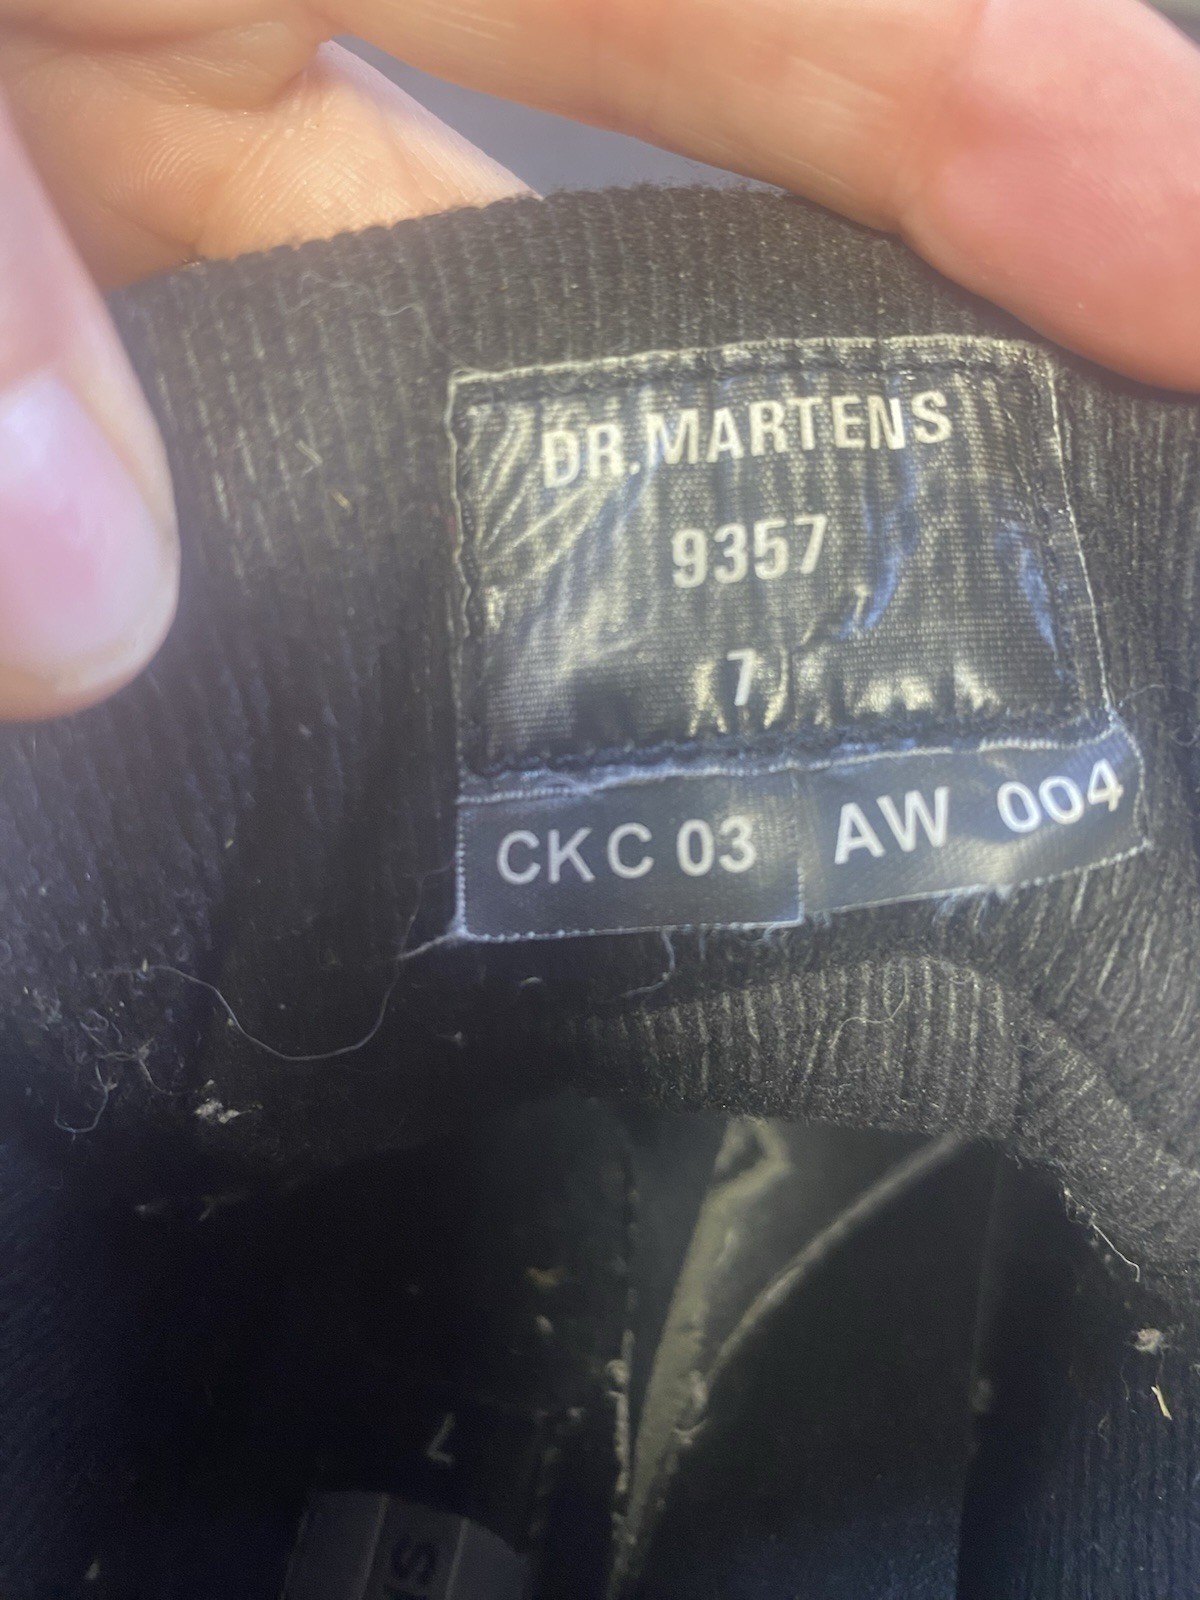 DR. MARTENS
9357
7
CKC 03
AW 004